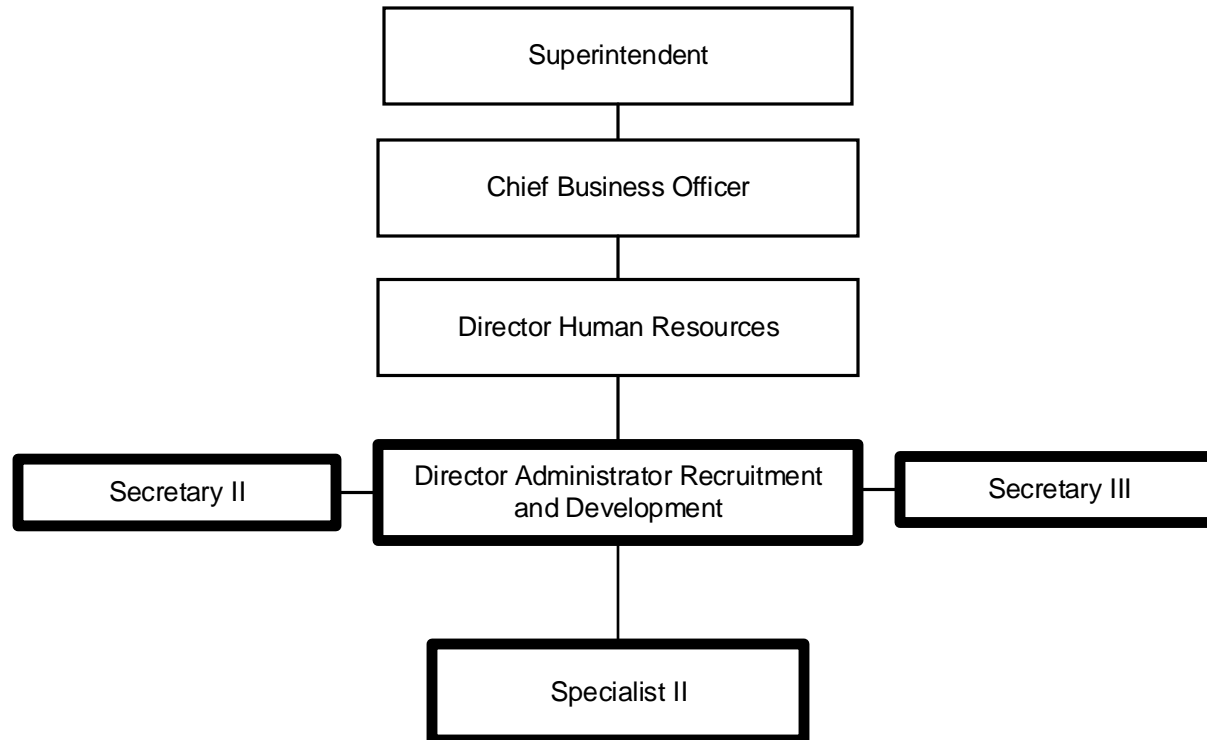 Superintendent
Chief Business Officer
Director Human Resources
Secretary II
Director Administrator Recruitment
and Development
Secretary III
Specialist II